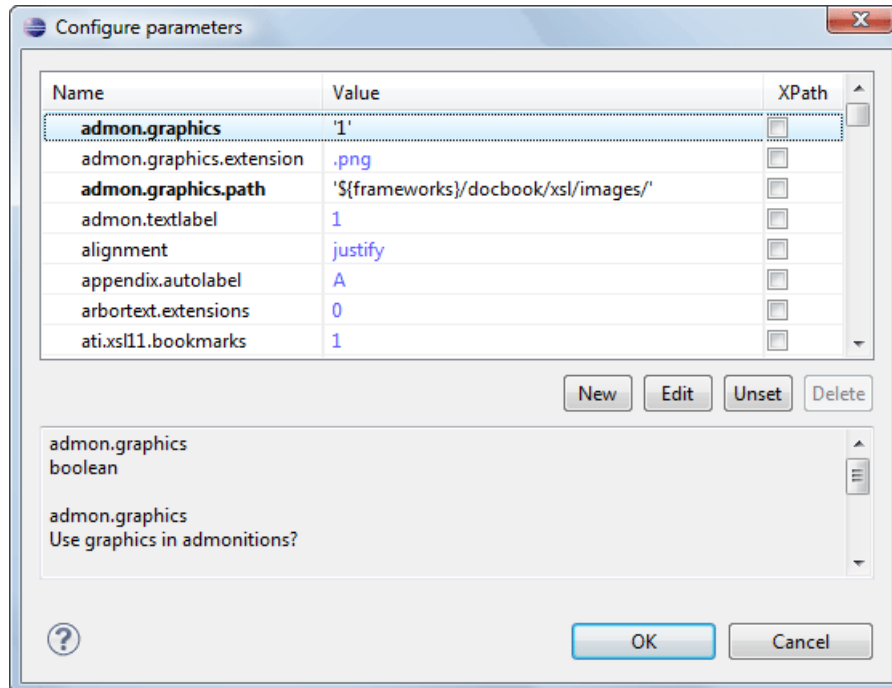 Configure parameters
Name Value XPath
admon.graphics '1'
admon.graphics.extension .png
admon.graphics.path '${frameworks}/docbook/xsl/images/'
admon.textlabel 1
alignment justify
appendix.autolabel A
arbortext.extensions 0
ati.xsl11.bookmarks 1
New Edit Unset Delete
admon.graphics
boolean
admon.graphics
Use graphics in admonitions?
? OK Cancel